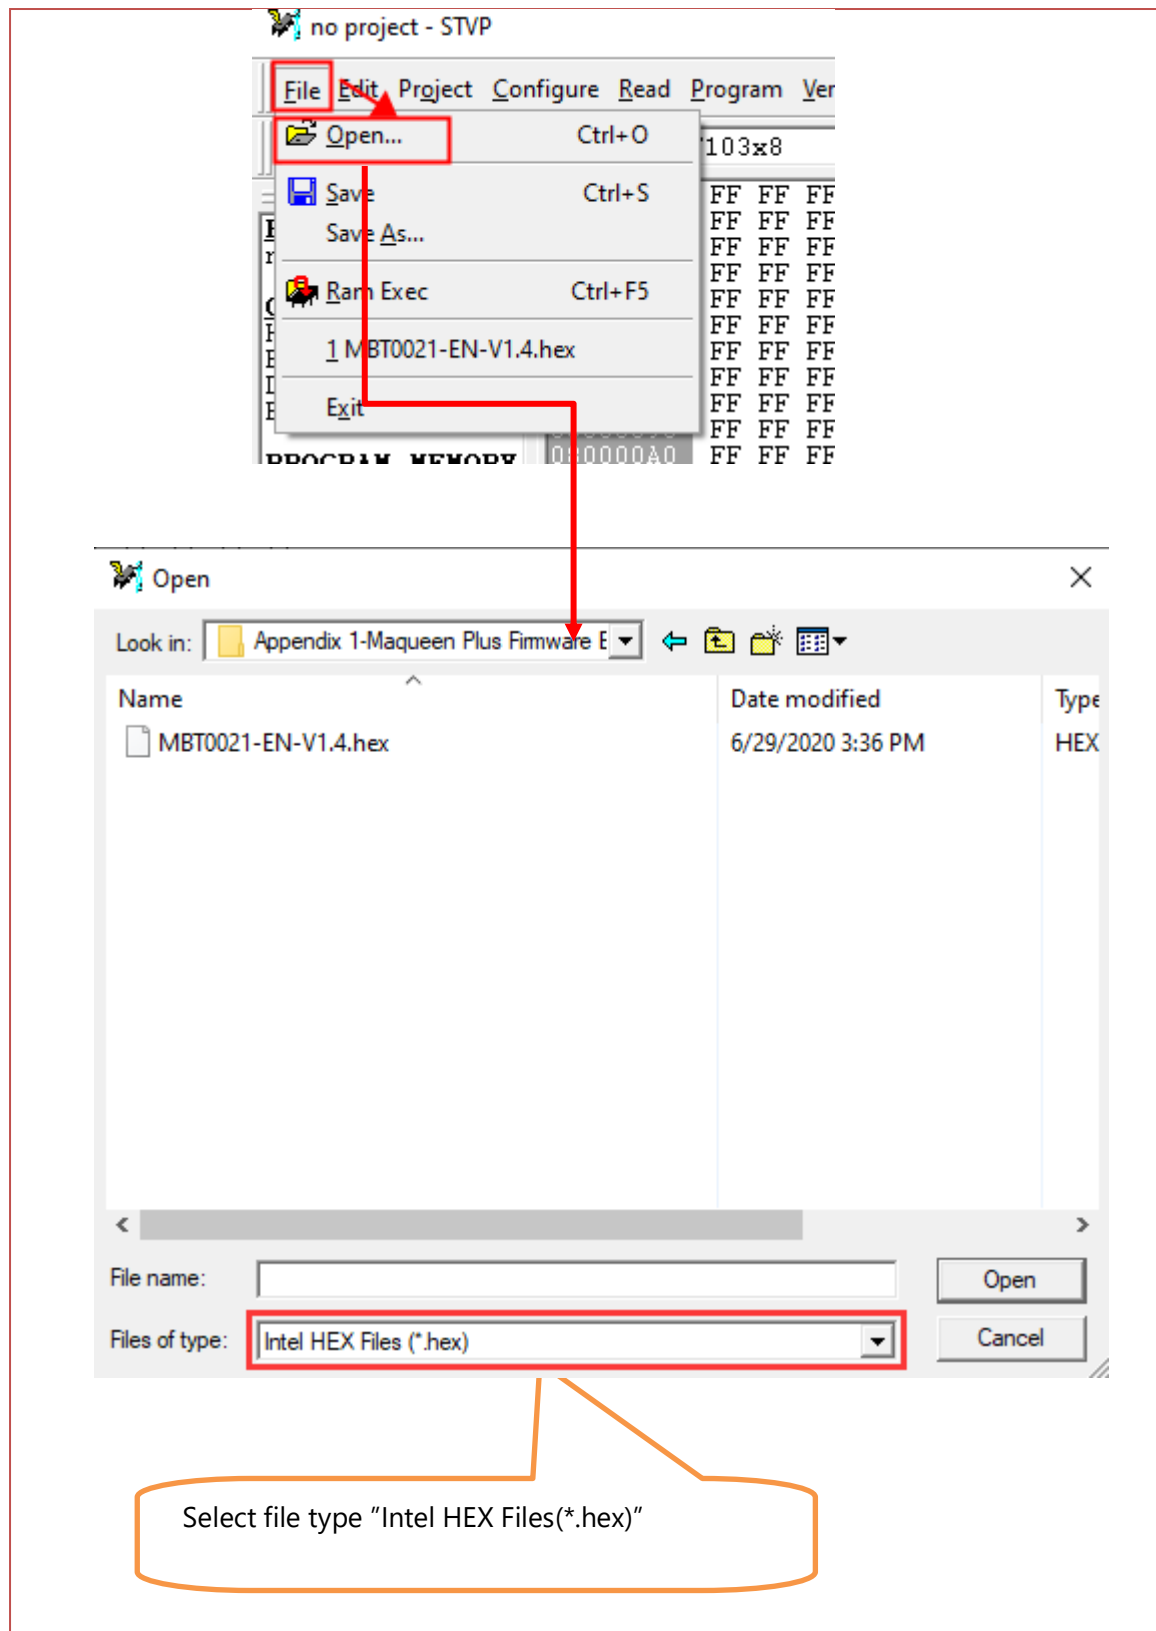 no project - STVP
File Edit Project Configure Read Program Ver
Open... Ctrl+O
103x8
Save Ctrl+S FF FF FF
FF FF FF
Save As... FF FF FF
FF FF FF
Ram Exec Ctrl+F5 FF FF FF
FF FF FF
1 MBT0021-EN-V1.4.hex FF FF FF
FF FF FF
Exit FF FF FF
FF FF FF
PROGRAM MEMORY 080000A0 FF FF FF
Open
Look in: Appendix 1-Maqueen Plus Firmware
Name Date modified Type
MBT0021-EN-V1.4.hex 6/29/2020 3:36 PM HEX
File name: Open
Files of type: Intel HEX Files (*.hex) Cancel
Select file type "Intel HEX Files(*.hex)"